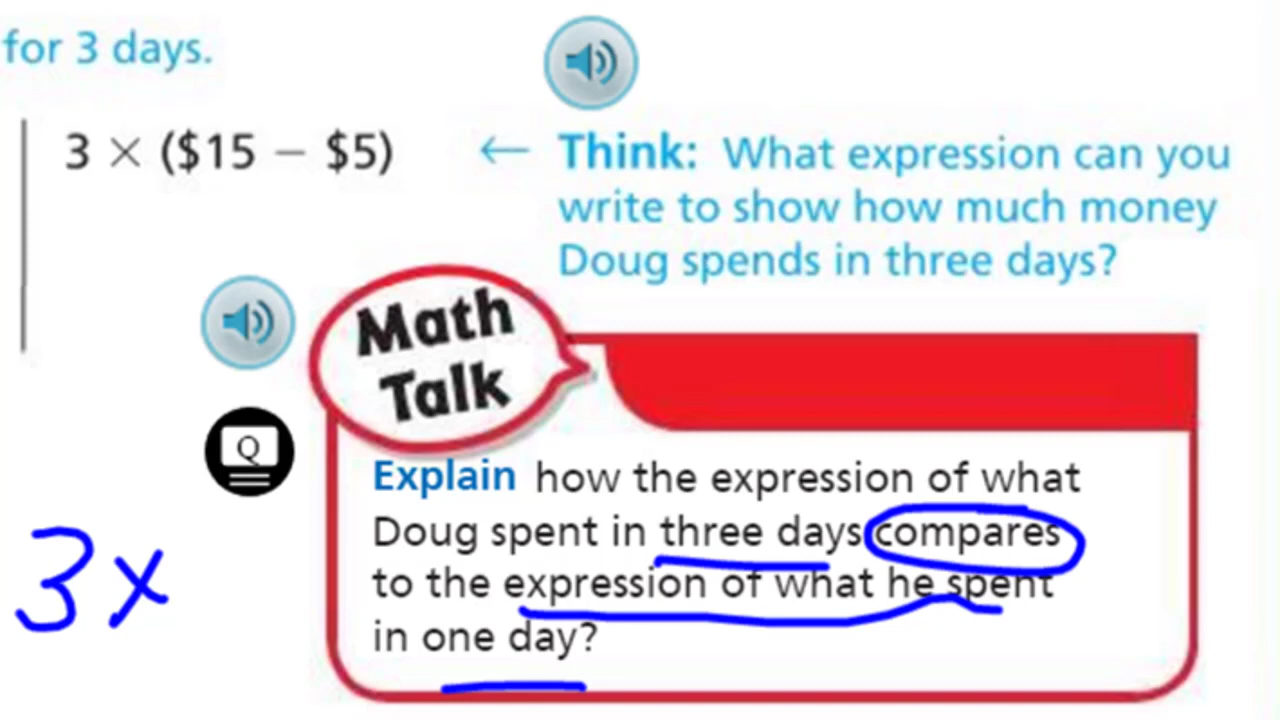 for 3 days.
3 × ($15 − $5)
← Think: What expression can you
write to show how much money
Doug spends in three days?
Math
Talk
Q
Explain how the expression of what
Doug spent in three days compares
to the expression of what he spent
in one day?
3x